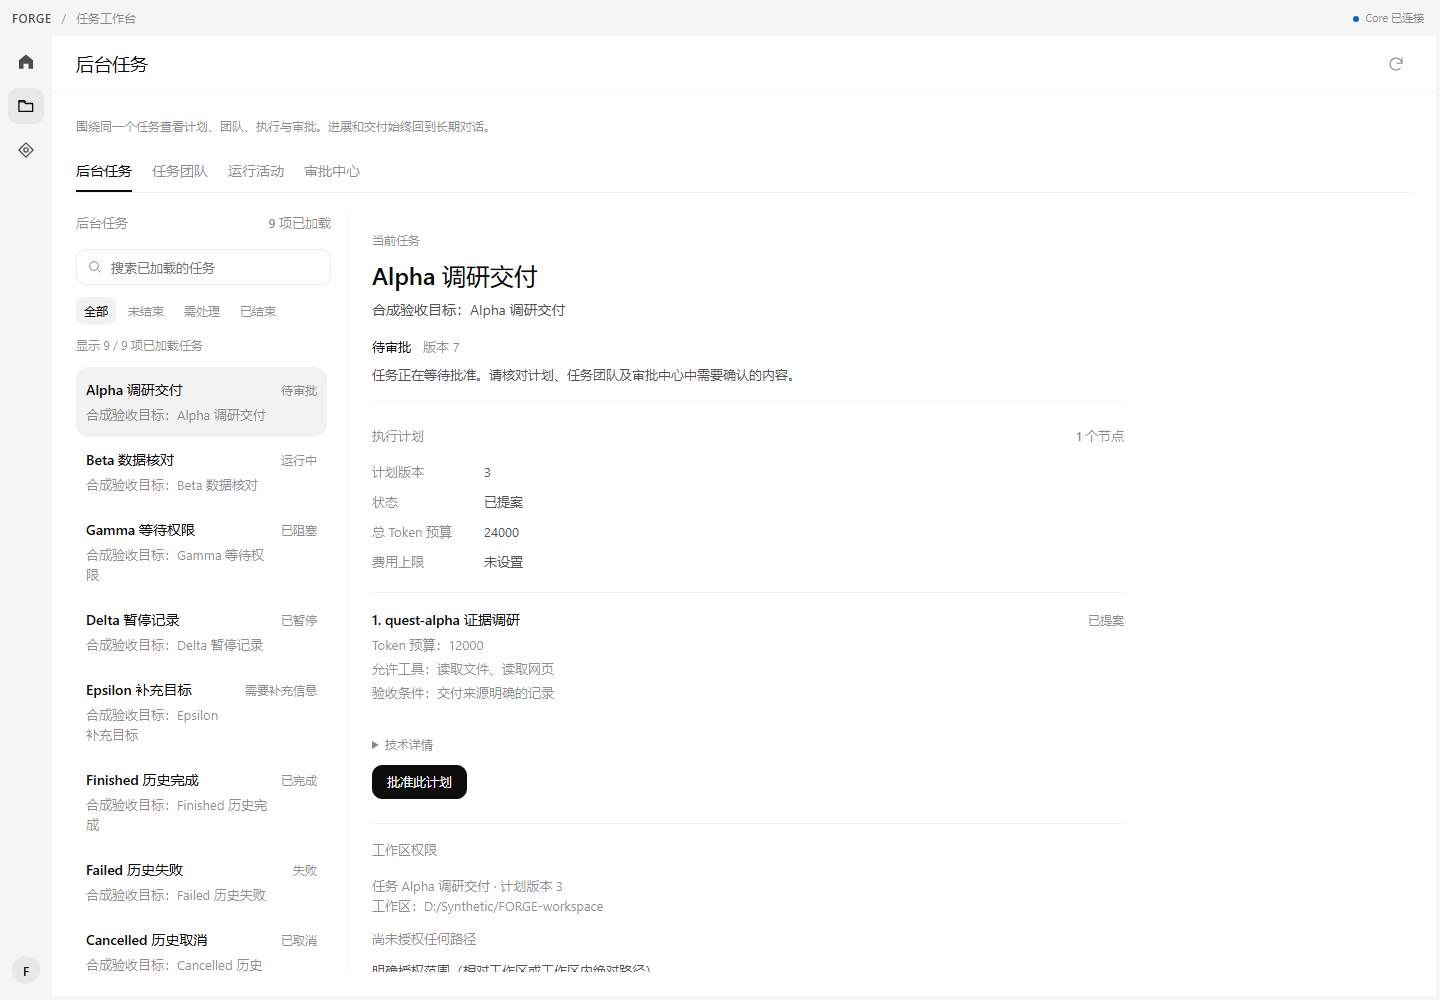 FORGE / 任务工作台
Core 已连接
后台任务
围绕同一个任务查看计划、团队、执行与审批。进展和交付始终回到长期对话。
后台任务 任务团队 运行活动 审批中心
后台任务 9 项已加载
搜索已加载的任务
全部 未结束 需处理 已结束
显示 9 / 9 项已加载任务
Alpha 调研交付 待审批
合成验收目标：Alpha 调研交付
Beta 数据核对 运行中
合成验收目标：Beta 数据核对
Gamma 等待权限 已阻塞
合成验收目标：Gamma 等待权
限
Delta 暂停记录 已暂停
合成验收目标：Delta 暂停记录
Epsilon 补充目标 需要补充信息
合成验收目标：Epsilon
补充目标
Finished 历史完成 已完成
合成验收目标：Finished 历史完
成
Failed 历史失败 失败
合成验收目标：Failed 历史失败
Cancelled 历史取消 已取消
合成验收目标：Cancelled 历史
F
当前任务
Alpha 调研交付
合成验收目标：Alpha 调研交付
待审批 版本 7
任务正在等待批准。请核对计划、任务团队及审批中心中需要确认的内容。
执行计划 1 个节点
计划版本 3
状态 已提案
总 Token 预算 24000
费用上限 未设置
1. quest-alpha 证据调研 已提案
Token 预算：12000
允许工具：读取文件、读取网页
验收条件：交付来源明确的记录
技术详情
批准此计划
工作区权限
任务 Alpha 调研交付 · 计划版本 3
工作区：D:/Synthetic/FORGE-workspace
尚未授权任何路径
明确授权范围（相对工作区或工作区内绝对路径）